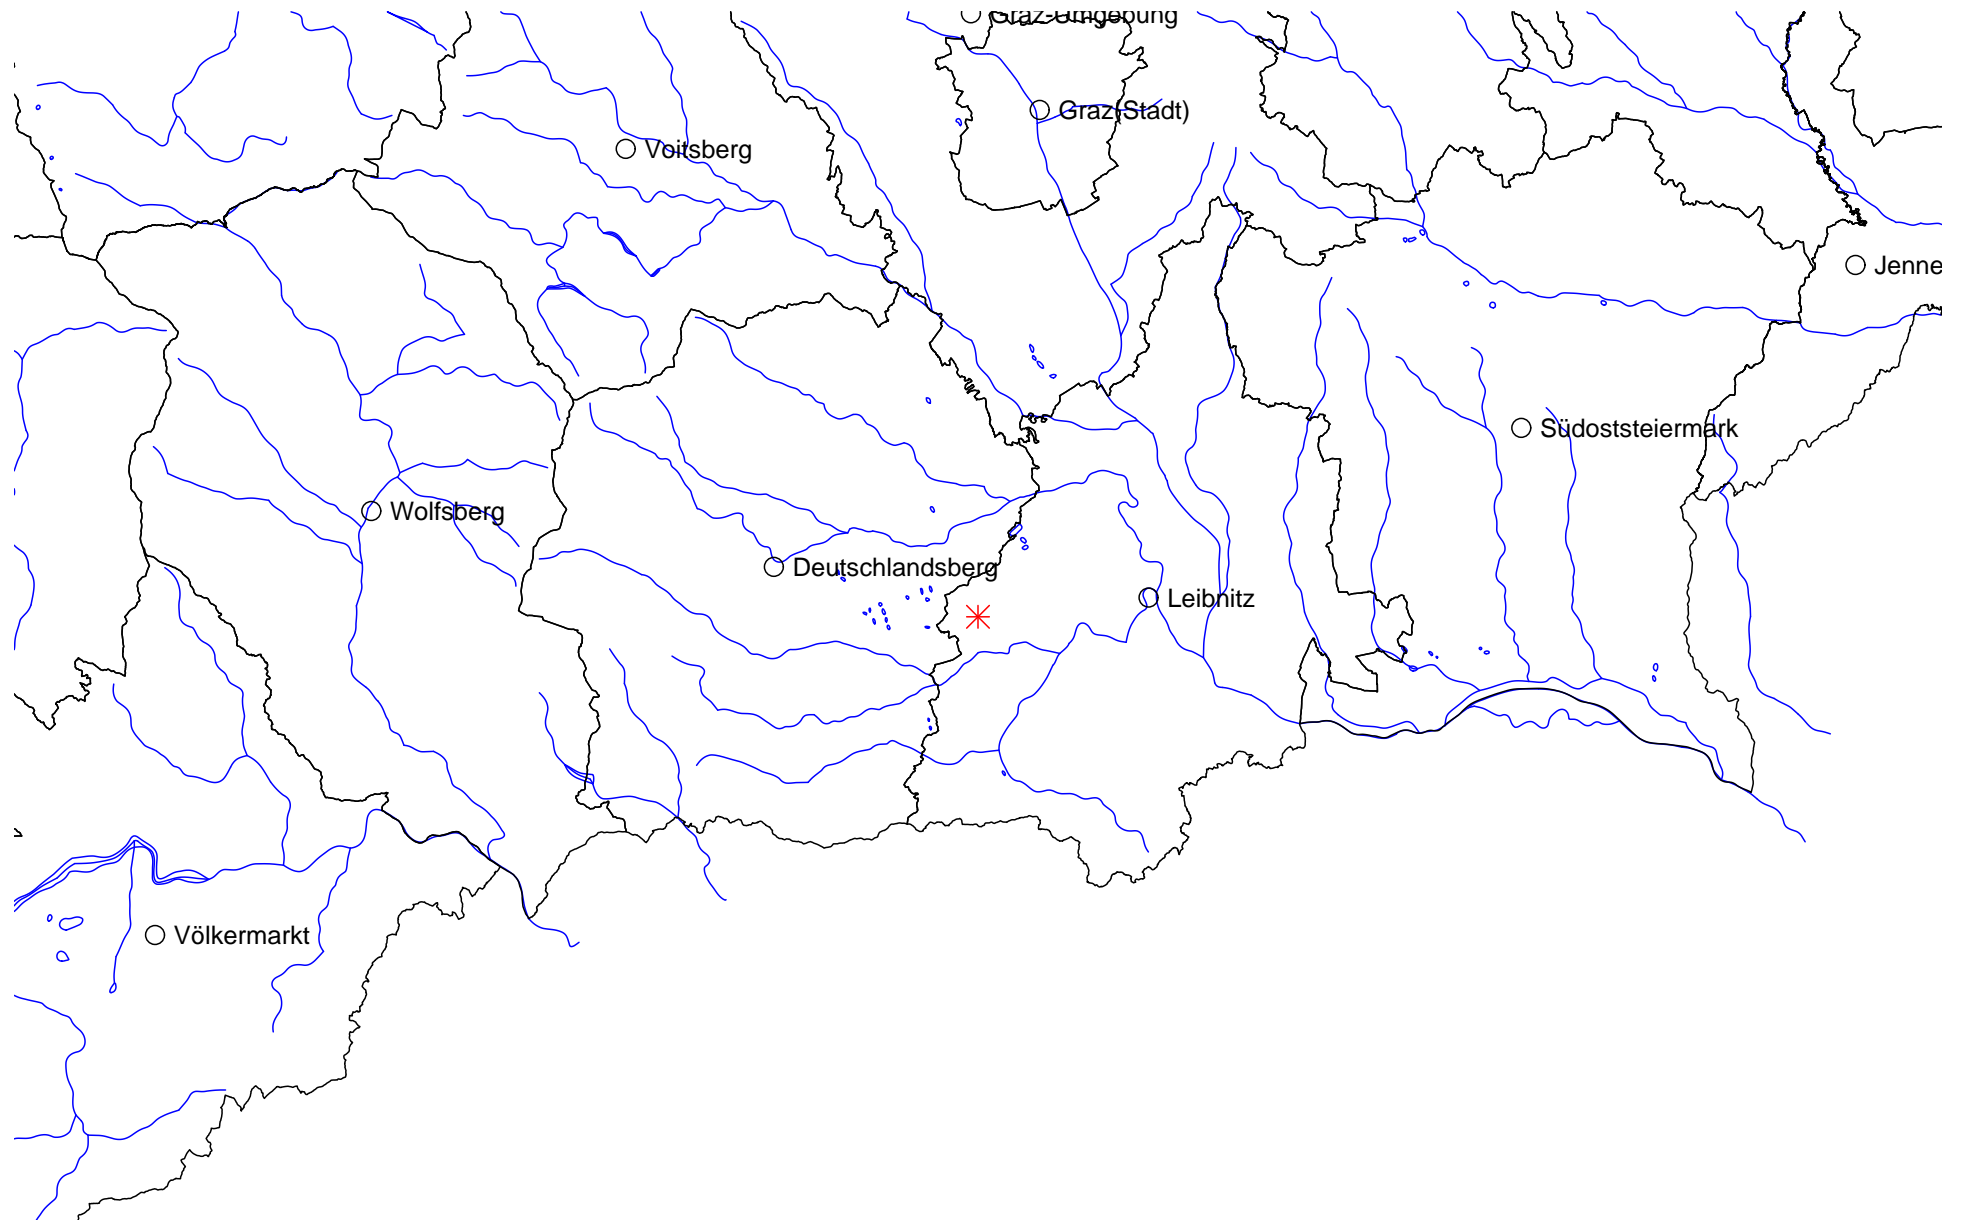 Graz-Umgebung
Graz(Stadt)
Voitsberg
Jenne
Südoststeiermark
Wolfsberg
Deutschlandsberg
Leibnitz
Völkermarkt